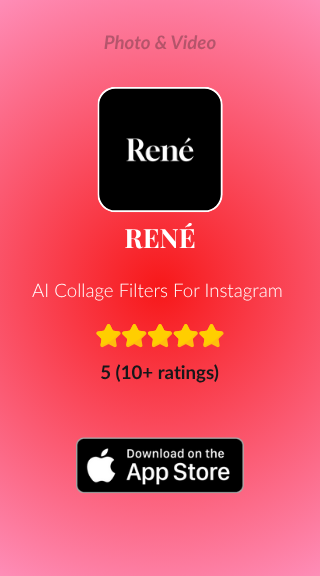 Photo & Video
René
RENÉ
AI Collage Filters For Instagram
5 (10+ ratings)
Download on the
App Store